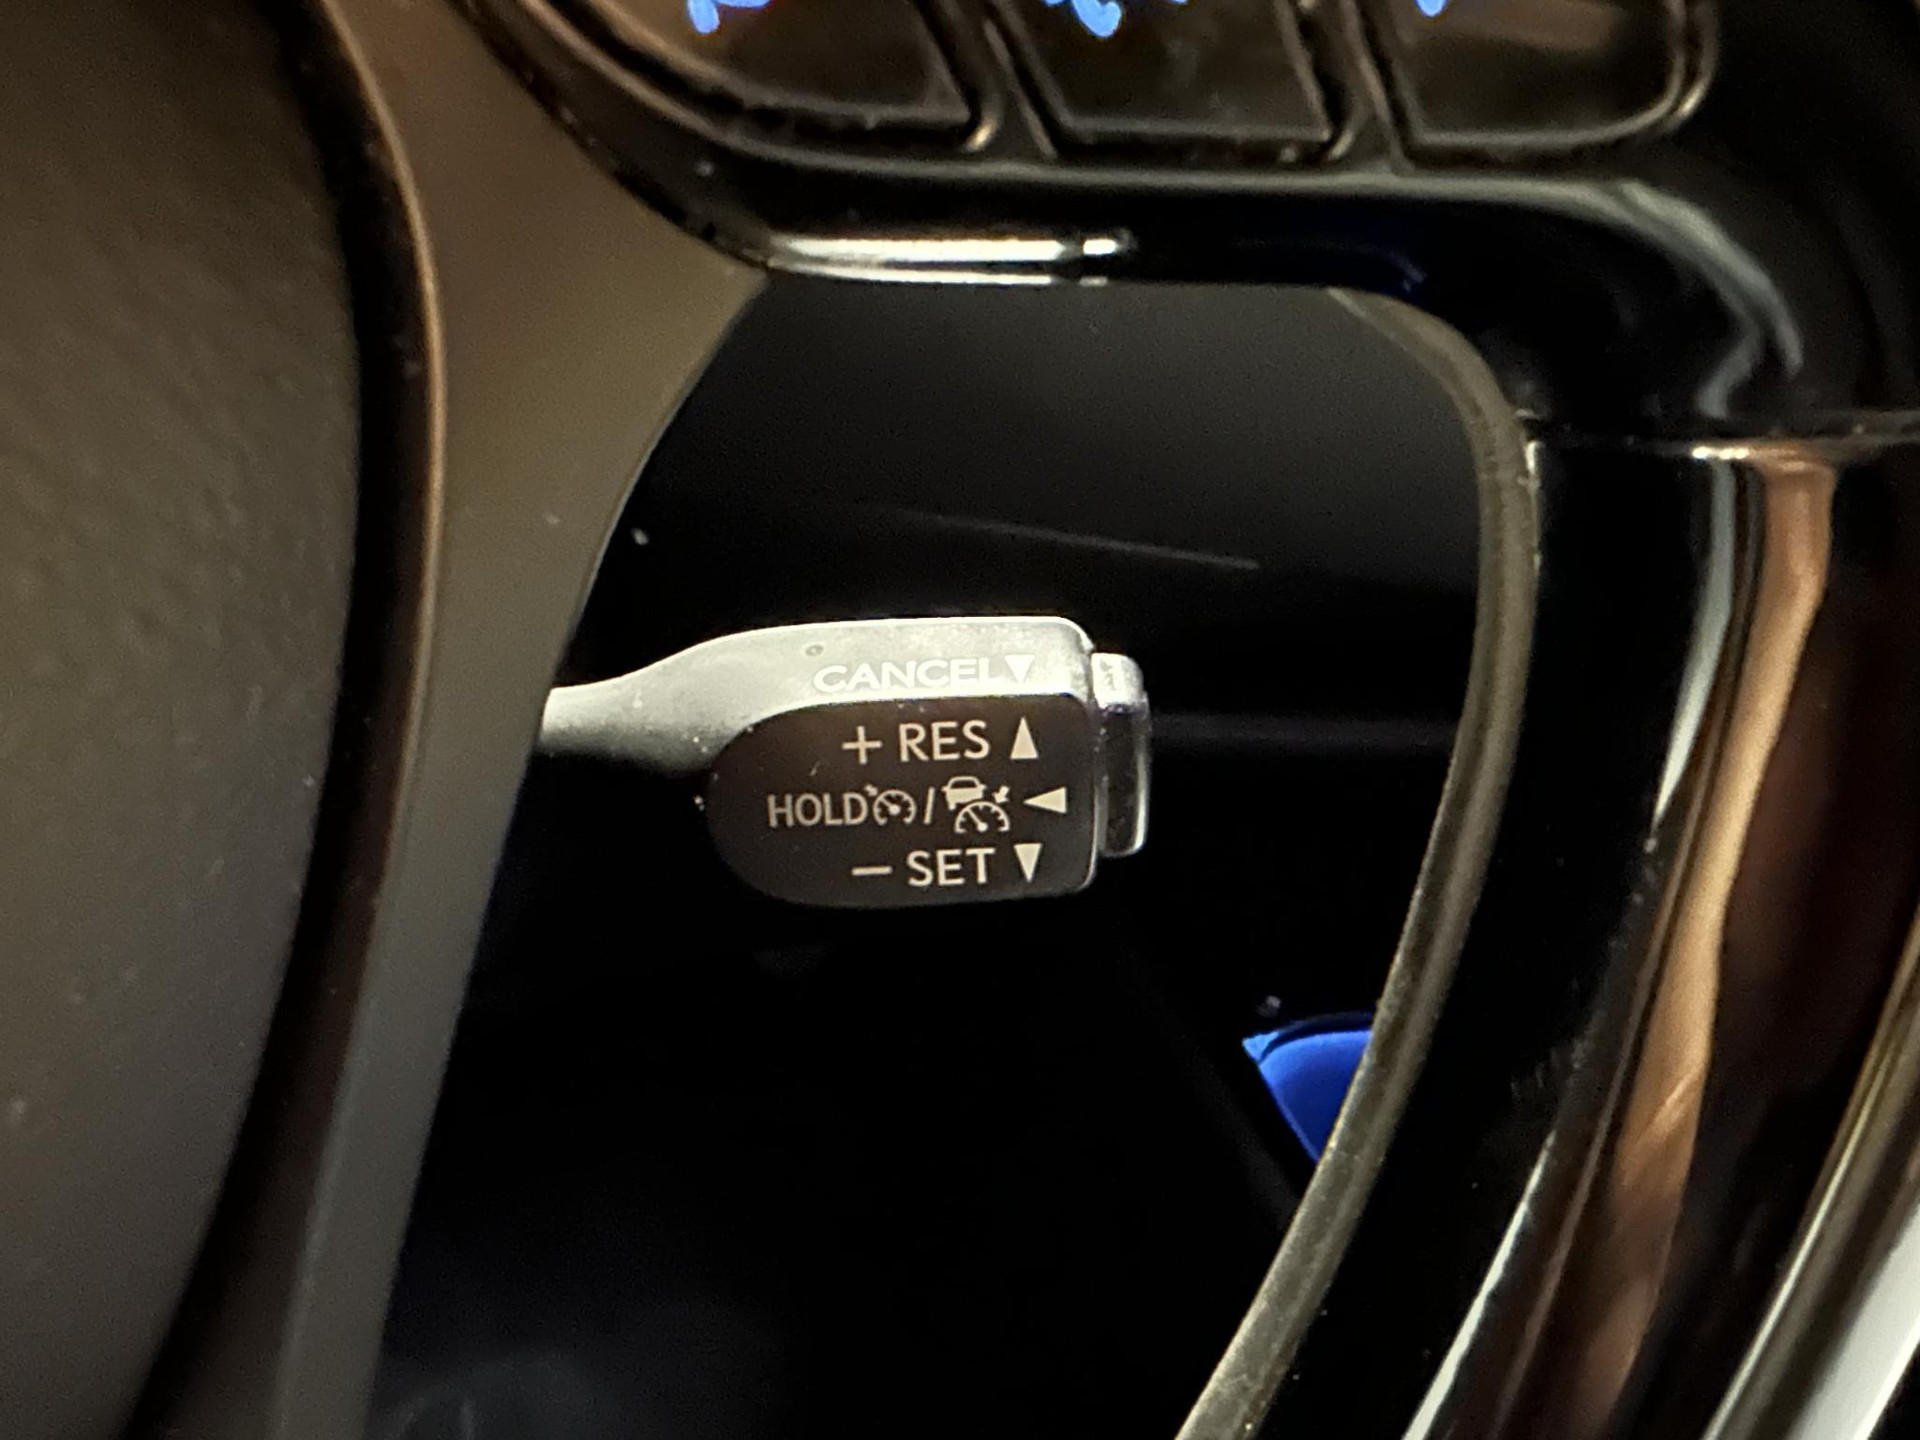 CANCEL▼
+ RES ▲
HOLD / ◀
− SET ▼